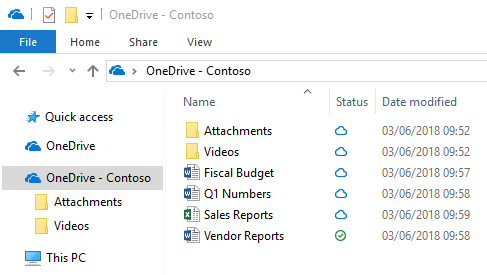 OneDrive - Contoso
File Home Share View
OneDrive - Contoso
Name Status Date modified
Quick access
OneDrive
OneDrive - Contoso
Attachments
Videos
This PC
Attachments 03/06/2018 09:52
Videos 03/06/2018 09:52
Fiscal Budget 03/06/2018 09:57
Q1 Numbers 03/06/2018 09:58
Sales Reports 03/06/2018 09:59
Vendor Reports 03/06/2018 09:58